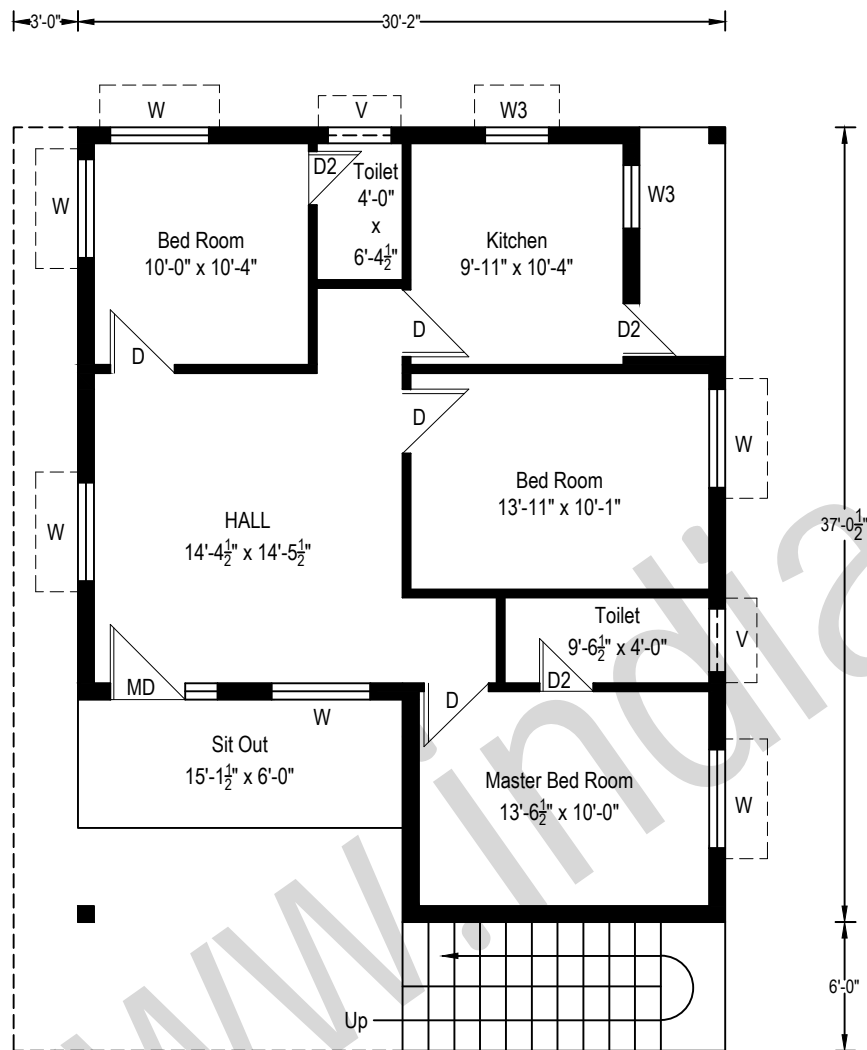 3'-0"
30'-2"
W
V
W3
W
D2
Toilet
4'-0"
x
6'-4½"
Bed Room
10'-0" x 10'-4"
Kitchen
9'-11" x 10'-4"
W3
D
D
D2
D
W
Bed Room
13'-11" x 10'-1"
W
HALL
14'-4½" x 14'-5½"
37'-0½"
Toilet
9'-6½" x 4'-0"
V
MD
W
D
D2
Sit Out
15'-1½" x 6'-0"
Master Bed Room
13'-6½" x 10'-0"
W
6'-0"
Up
www.india